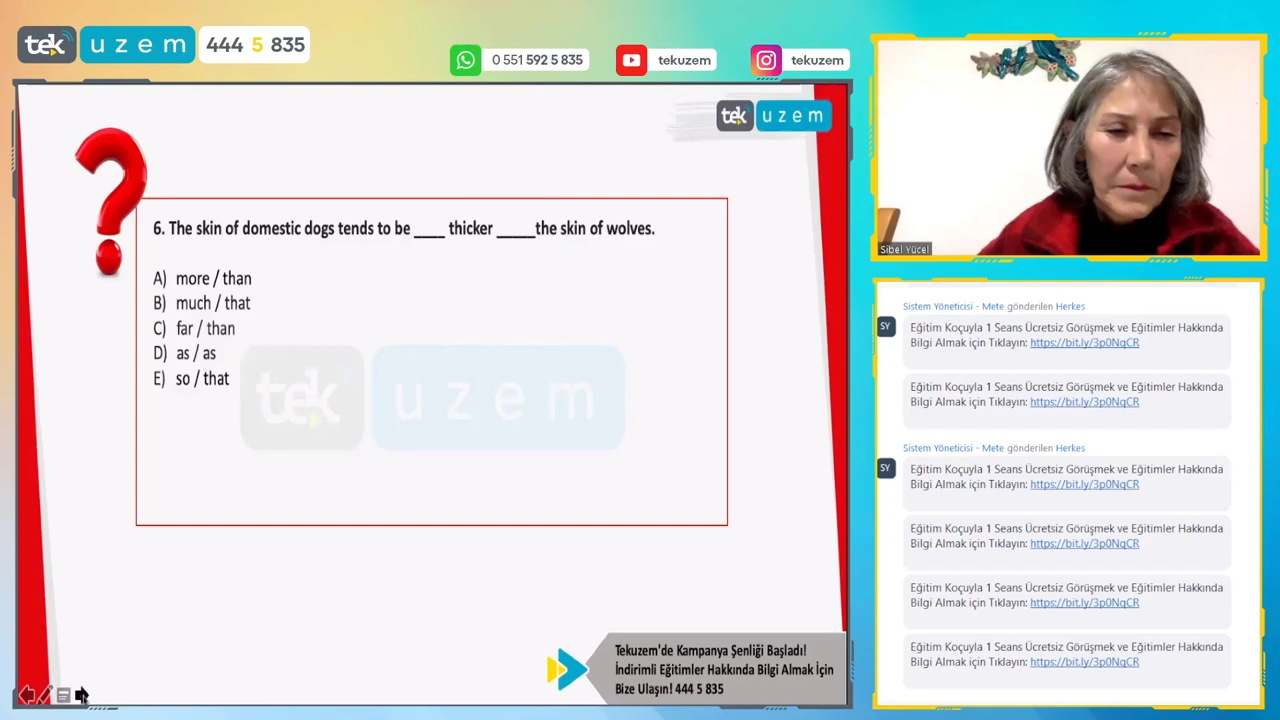 tek uzem 444 5 835
0 551 592 5 835
tekuzem
tekuzem
tek uzem
6. The skin of domestic dogs tends to be ____ thicker _____the skin of wolves.
A) more / than
B) much / that
C) far / than
D) as / as
E) so / that
tek uzem
Tekuzem'de Kampanya Şenliği Başladı!
İndirimli Eğitimler Hakkında Bilgi Almak İçin
Bize Ulaşın! 444 5 835
Sibel Yücel
Sistem Yöneticisi - Mete gönderilen Herkes
SY
Eğitim Koçuyla 1 Seans Ücretsiz Görüşmek ve Eğitimler Hakkında
Bilgi Almak için Tıklayın: https://bit.ly/3p0NqCR
Eğitim Koçuyla 1 Seans Ücretsiz Görüşmek ve Eğitimler Hakkında
Bilgi Almak için Tıklayın: https://bit.ly/3p0NqCR
Sistem Yöneticisi - Mete gönderilen Herkes
SY
Eğitim Koçuyla 1 Seans Ücretsiz Görüşmek ve Eğitimler Hakkında
Bilgi Almak için Tıklayın: https://bit.ly/3p0NqCR
Eğitim Koçuyla 1 Seans Ücretsiz Görüşmek ve Eğitimler Hakkında
Bilgi Almak için Tıklayın: https://bit.ly/3p0NqCR
Eğitim Koçuyla 1 Seans Ücretsiz Görüşmek ve Eğitimler Hakkında
Bilgi Almak için Tıklayın: https://bit.ly/3p0NqCR
Eğitim Koçuyla 1 Seans Ücretsiz Görüşmek ve Eğitimler Hakkında
Bilgi Almak için Tıklayın: https://bit.ly/3p0NqCR